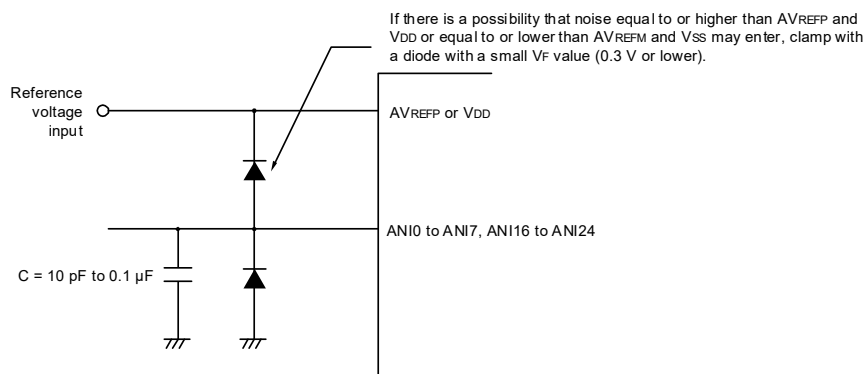 If there is a possibility that noise equal to or higher than AVREFP and
VDD or equal to or lower than AVREFM and VSS may enter, clamp with
a diode with a small VF value (0.3 V or lower).
Reference
voltage
input
AVREFP or VDD
ANI0 to ANI7, ANI16 to ANI24
C = 10 pF to 0.1 µF